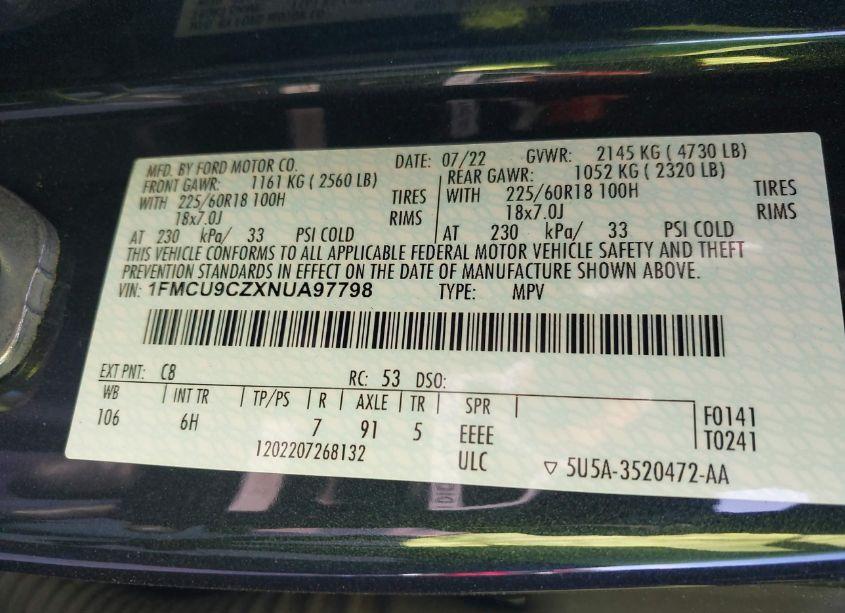 MFD. BY FORD MOTOR CO. DATE: 07/22 GVWR: 2145 KG ( 4730 LB)
FRONT GAWR: 1161 KG ( 2560 LB) REAR GAWR: 1052 KG ( 2320 LB)
WITH 225/60R18 100H TIRES WITH 225/60R18 100H TIRES
18x7.0J RIMS 18x7.0J RIMS
AT 230 kPa/ 33 PSI COLD AT 230 kPa/ 33 PSI COLD
THIS VEHICLE CONFORMS TO ALL APPLICABLE FEDERAL MOTOR VEHICLE SAFETY AND THEFT
PREVENTION STANDARDS IN EFFECT ON THE DATE OF MANUFACTURE SHOWN ABOVE.
VIN: 1FMCU9CZXNUA97798 TYPE: MPV
EXT PNT: C8 RC: 53 DSO:
WB INT TR TP/PS R AXLE TR SPR F0141
106 6H 7 91 5 EEEE T0241
1202207268132 ULC ▽ 5U5A-3520472-AA